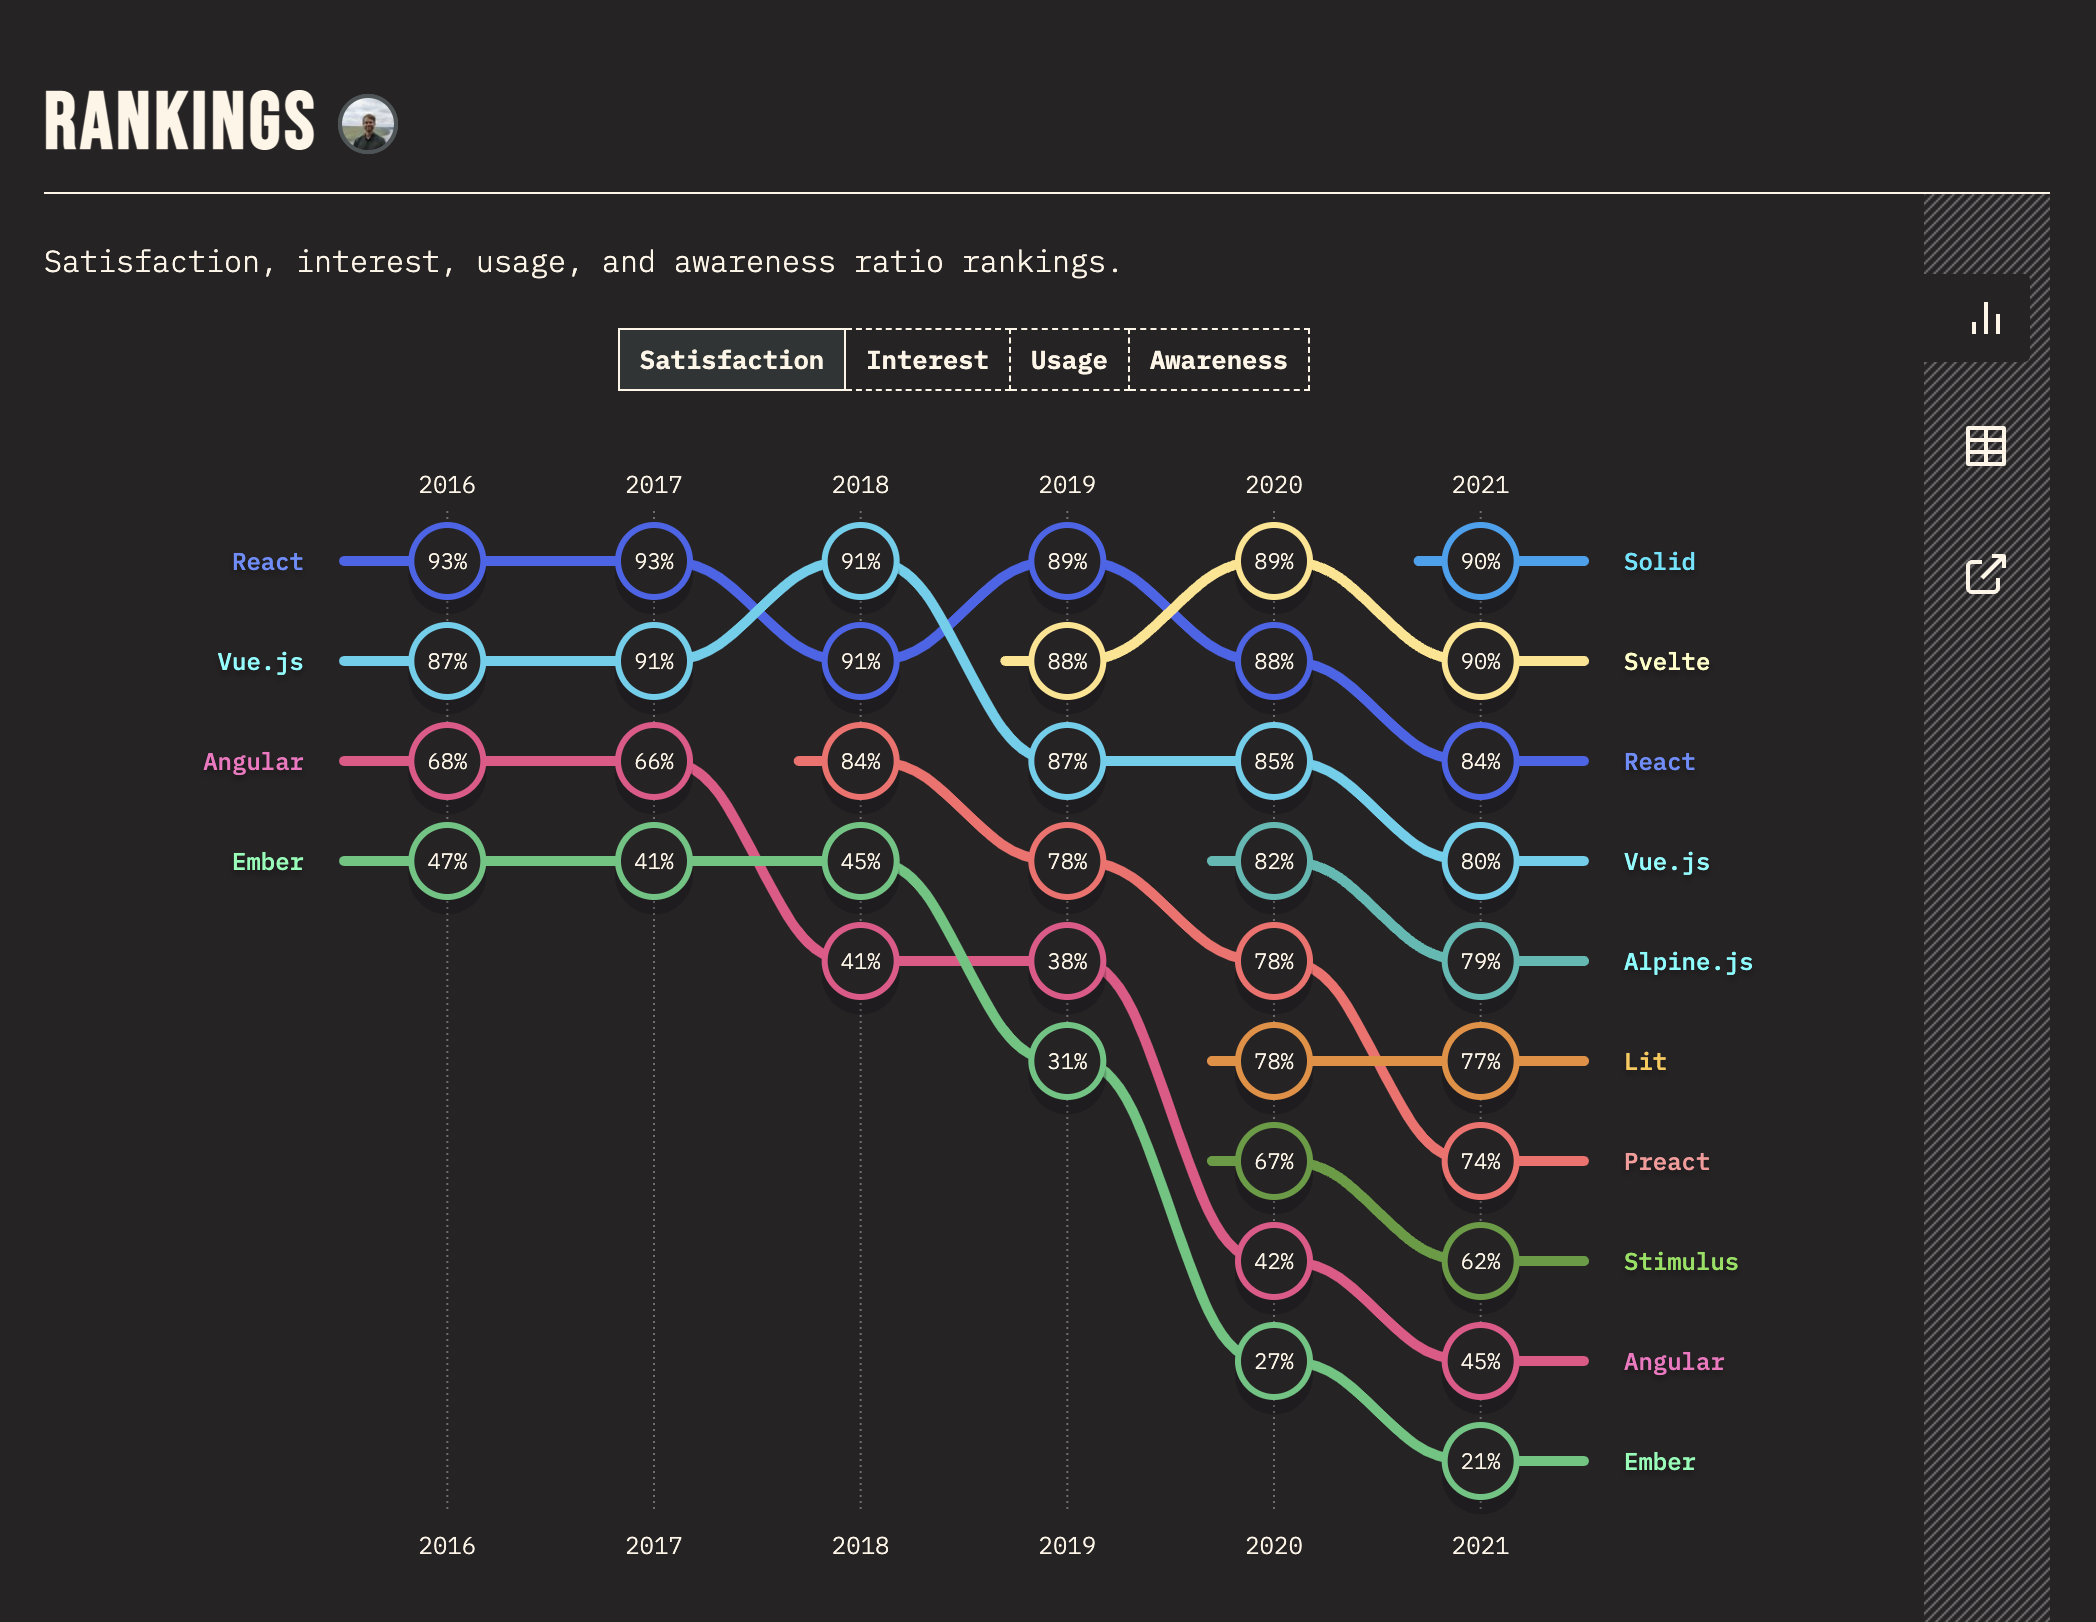 RANKINGS
Satisfaction, interest, usage, and awareness ratio rankings.
Satisfaction Interest Usage Awareness
2016 2017 2018 2019 2020 2021
React 93% 93% 91% 89% 89% 90% Solid
Vue.js 87% 91% 91% 88% 88% 90% Svelte
Angular 68% 66% 84% 87% 85% 84% React
Ember 47% 41% 45% 78% 82% 80% Vue.js
41% 38% 78% 79% Alpine.js
31% 78% 77% Lit
67% 74% Preact
42% 62% Stimulus
27% 45% Angular
21% Ember
2016 2017 2018 2019 2020 2021